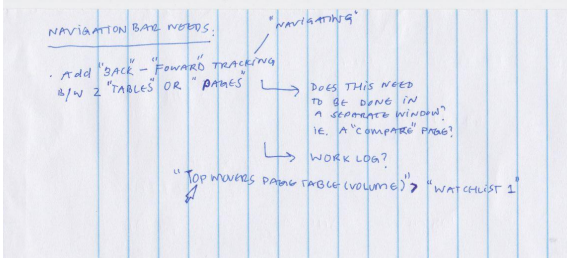 NAVIGATION BAR NEEDS:
"NAVIGATING"
· Add "BACK" - "FOWARD" TRACKING
B/W 2 "TABLES" OR "PAGES"
DOES THIS NEED
TO BE DONE IN
A SEPARATE WINDOW?
IE. A "COMPARE" PAGE?
WORK LOG?
"TOP MOVERS PAGE TABLE (VOLUME)" > "WATCHLIST 1"